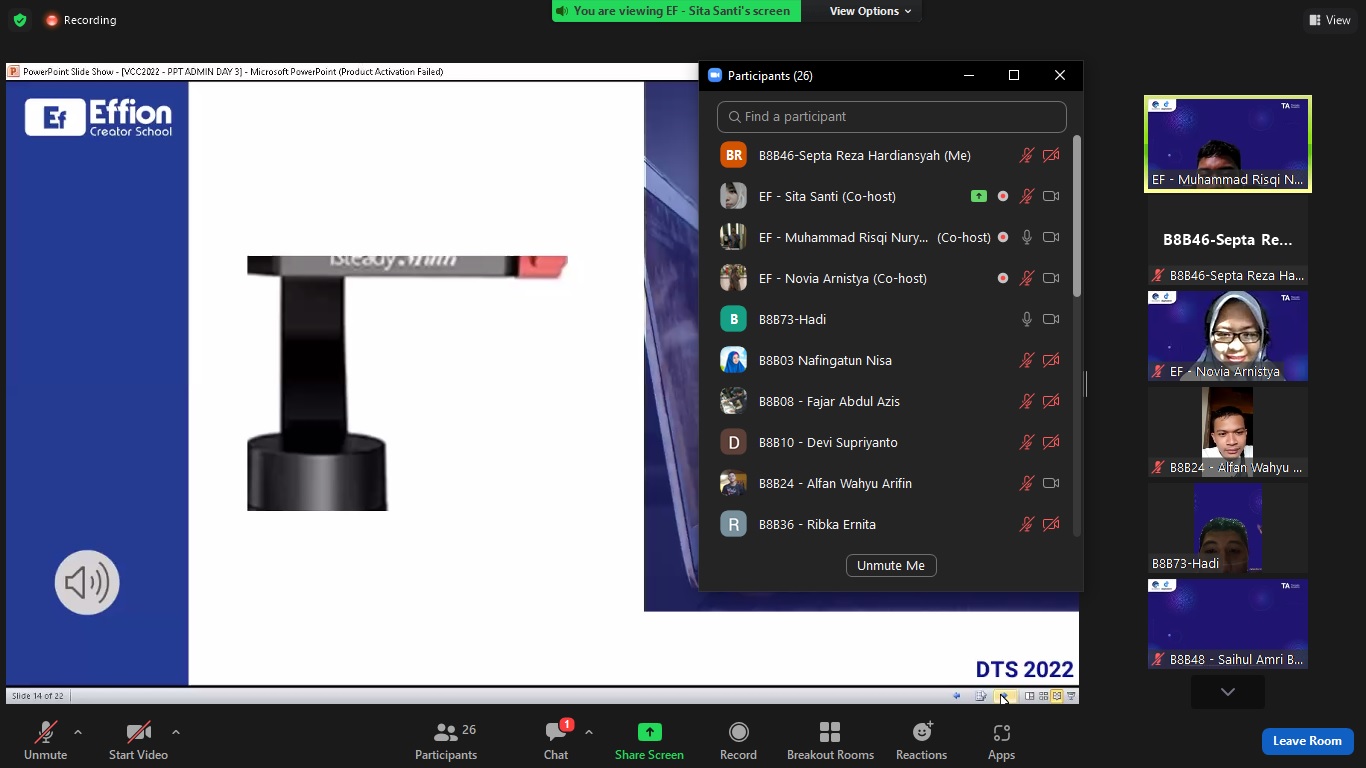 Recording
You are viewing EF - Sita Santi's screen
View Options
View
PowerPoint Slide Show - [VCC2022 - PPT ADMIN DAY 3] - Microsoft PowerPoint (Product Activation Failed)
Ef Effion
Creator School
iSteady
DTS 2022
Slide 14 of 22
Participants (26)
Find a participant
BR B8B46-Septa Reza Hardiansyah (Me)
EF - Sita Santi (Co-host)
EF - Muhammad Risqi Nury... (Co-host)
EF - Novia Arnistya (Co-host)
B B8B73-Hadi
B8B03 Nafingatun Nisa
B8B08 - Fajar Abdul Azis
D B8B10 - Devi Supriyanto
B8B24 - Alfan Wahyu Arifin
R B8B36 - Ribka Ernita
Unmute Me
TA
EF - Muhammad Risqi N...
B8B46-Septa Re...
B8B46-Septa Reza Ha...
TA
EF - Novia Arnistya
B8B24 - Alfan Wahyu ...
B8B73-Hadi
TA
B8B48 - Saihul Amri B...
Unmute
Start Video
26
Participants
1
Chat
Share Screen
Record
Breakout Rooms
Reactions
Apps
Leave Room